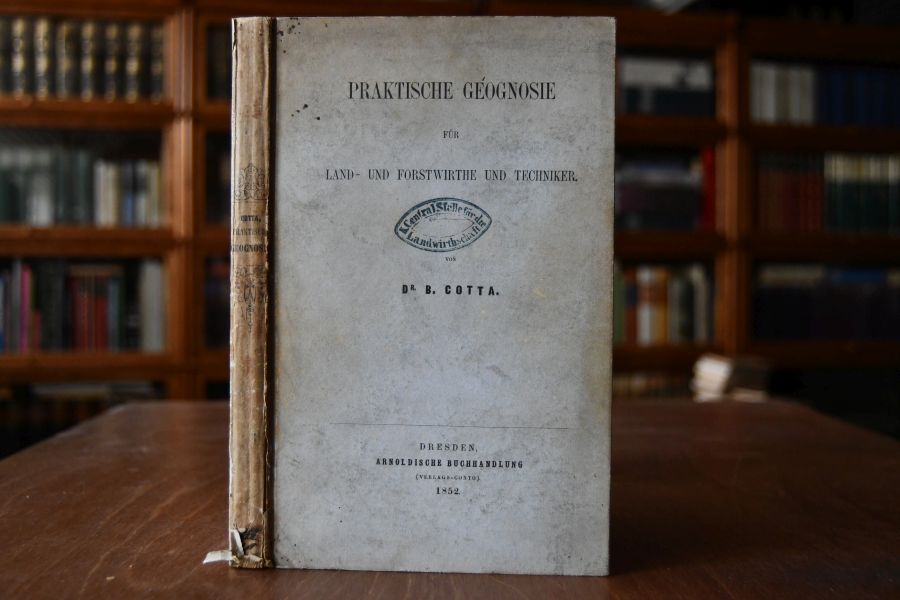 PRAKTISCHE GÉOGNOSIE
FÜR
LAND- UND FORSTWIRTHE UND TECHNIKER.
K. Central Stelle für die
Landwirthschaft
VON
DR. B. COTTA.
DRESDEN,
ARNOLDISCHE BUCHHANDLUNG
(VERLAGS-CONTO)
1852.
COTTA,
PRAKTISCHE
GEOGNOSIE